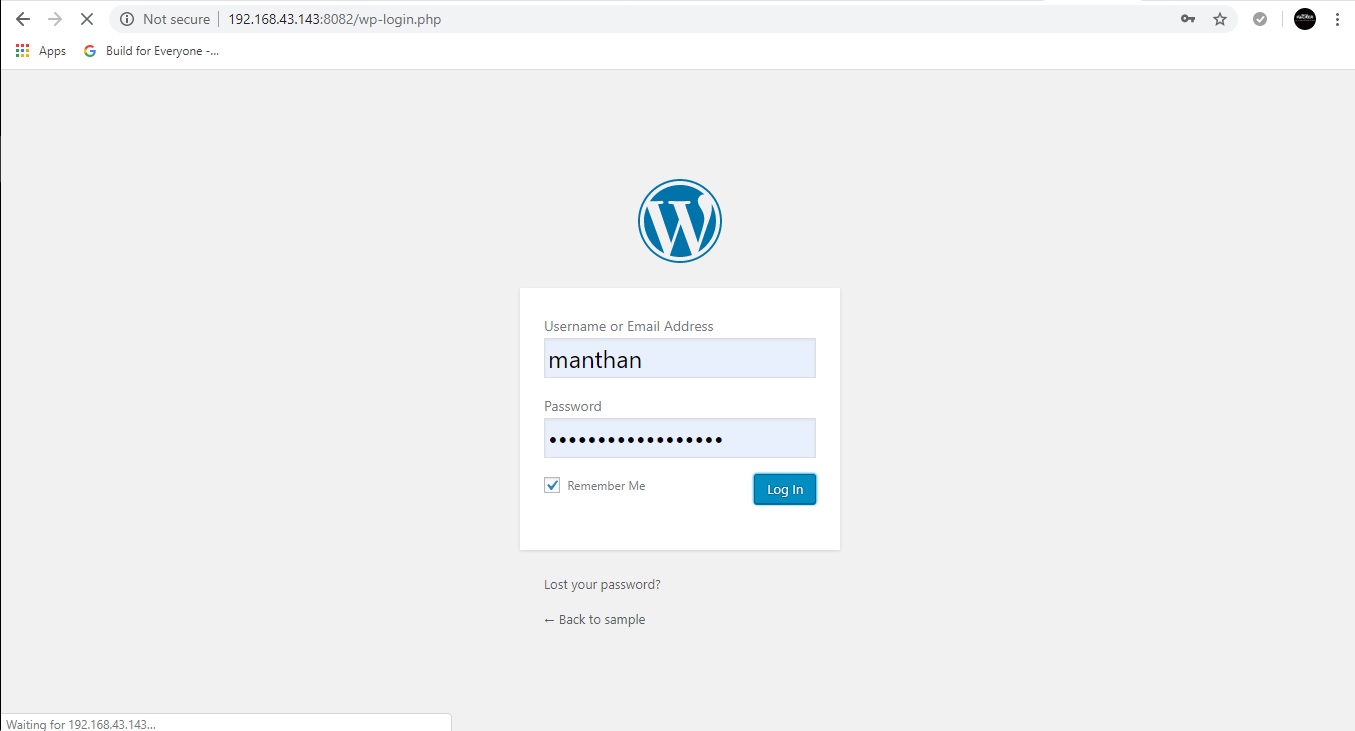 Not secure | 192.168.43.143:8082/wp-login.php
Apps Build for Everyone -...
Username or Email Address
manthan
Password
••••••••••••••••••
Remember Me Log In
Lost your password?
← Back to sample
Waiting for 192.168.43.143...